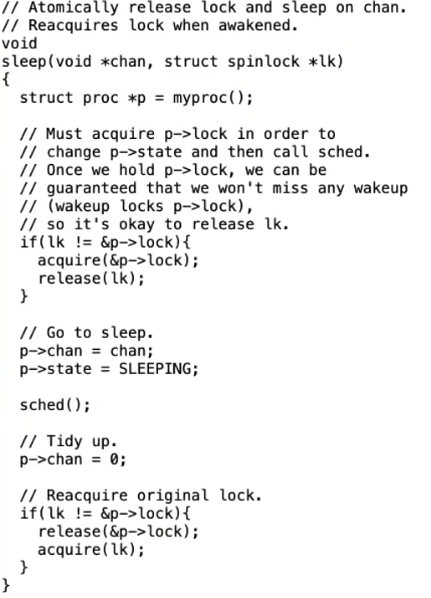 // Atomically release lock and sleep on chan.
// Reacquires lock when awakened.
void
sleep(void *chan, struct spinlock *lk)
{
  struct proc *p = myproc();

  // Must acquire p->lock in order to
  // change p->state and then call sched.
  // Once we hold p->lock, we can be
  // guaranteed that we won't miss any wakeup
  // (wakeup locks p->lock),
  // so it's okay to release lk.
  if(lk != &p->lock){
    acquire(&p->lock);
    release(lk);
  }

  // Go to sleep.
  p->chan = chan;
  p->state = SLEEPING;

  sched();

  // Tidy up.
  p->chan = 0;

  // Reacquire original lock.
  if(lk != &p->lock){
    release(&p->lock);
    acquire(lk);
  }
}